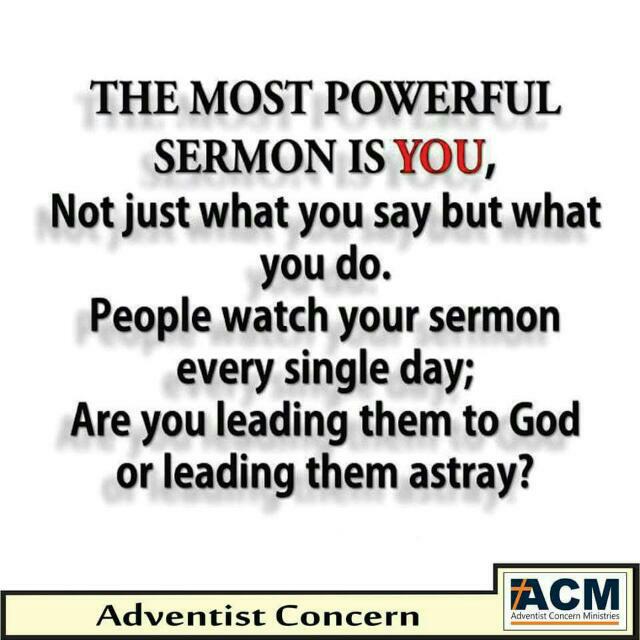 THE MOST POWERFUL
SERMON IS YOU,
Not just what you say but what
you do.
People watch your sermon
every single day;
Are you leading them to God
or leading them astray?
Adventist Concern
ACM
Adventist Concern Ministries